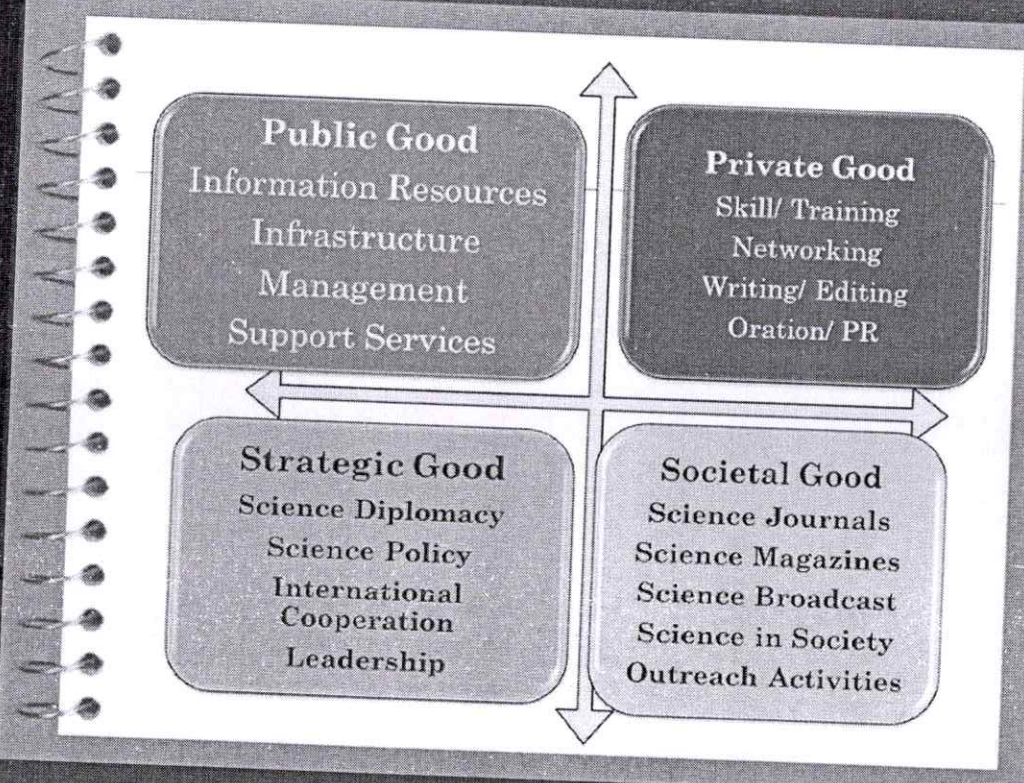 Public Good
Information Resources
Infrastructure
Management
Support Services
Private Good
Skill/ Training
Networking
Writing/ Editing
Oration/ PR
Strategic Good
Science Diplomacy
Science Policy
International
Cooperation
Leadership
Societal Good
Science Journals
Science Magazines
Science Broadcast
Science in Society
Outreach Activities